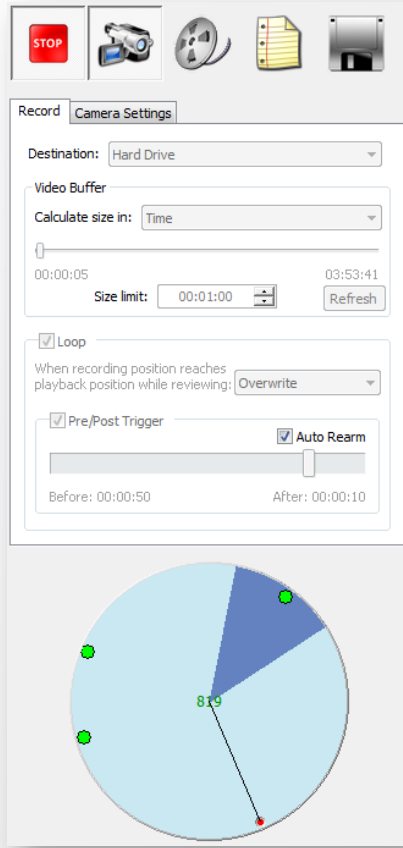 STOP
Record Camera Settings
Destination: Hard Drive
Video Buffer
Calculate size in: Time
00:00:05 03:53:41
Size limit: 00:01:00 Refresh
Loop
When recording position reaches
playback position while reviewing: Overwrite
Pre/Post Trigger
Auto Rearm
Before: 00:00:50 After: 00:00:10
819